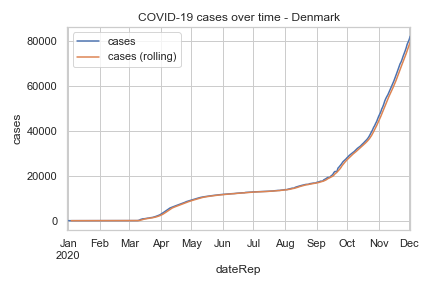 COVID-19 cases over time - Denmark
cases
cases (rolling)
80000
60000
40000
20000
0
cases
Jan Feb Mar Apr May Jun Jul Aug Sep Oct Nov Dec
2020
dateRep